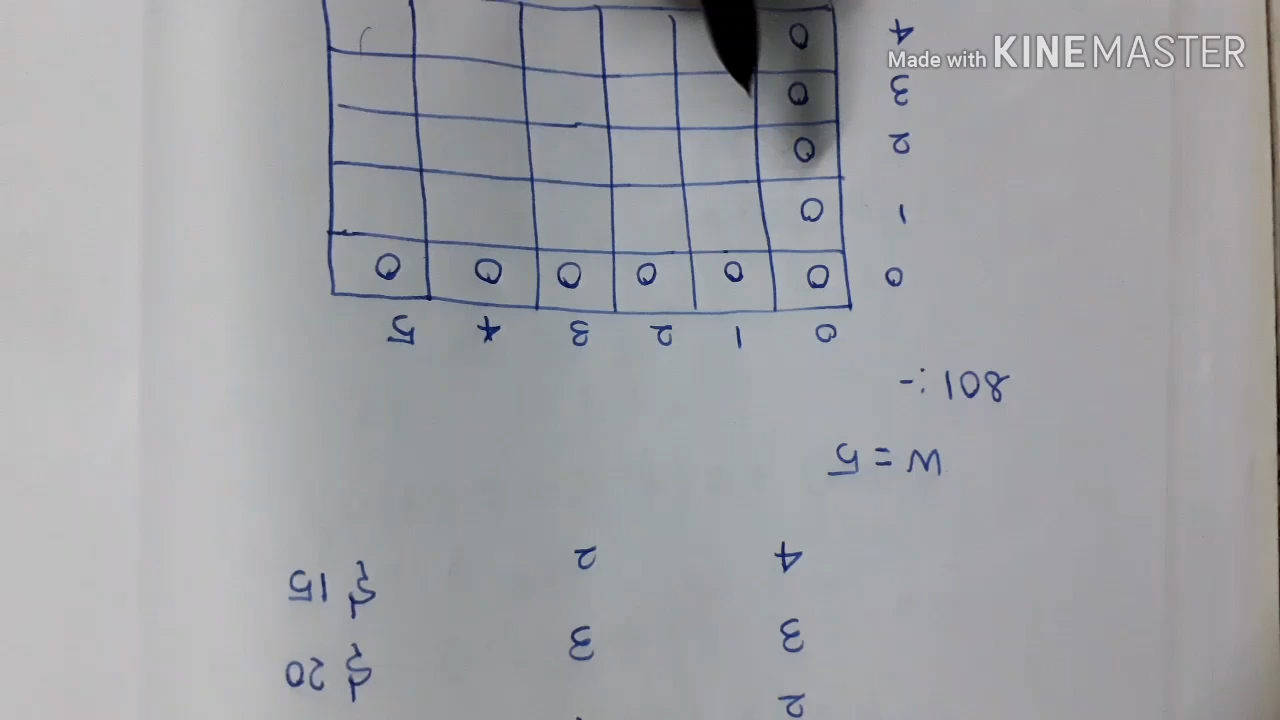 2
3 3 ₹ 20
4 2 ₹ 15
W = 5
Sol :-
0 1 2 3 4 5
0 0 0 0 0 0 0
1 0
2 0
3 0
4 0
Made with KINEMASTER